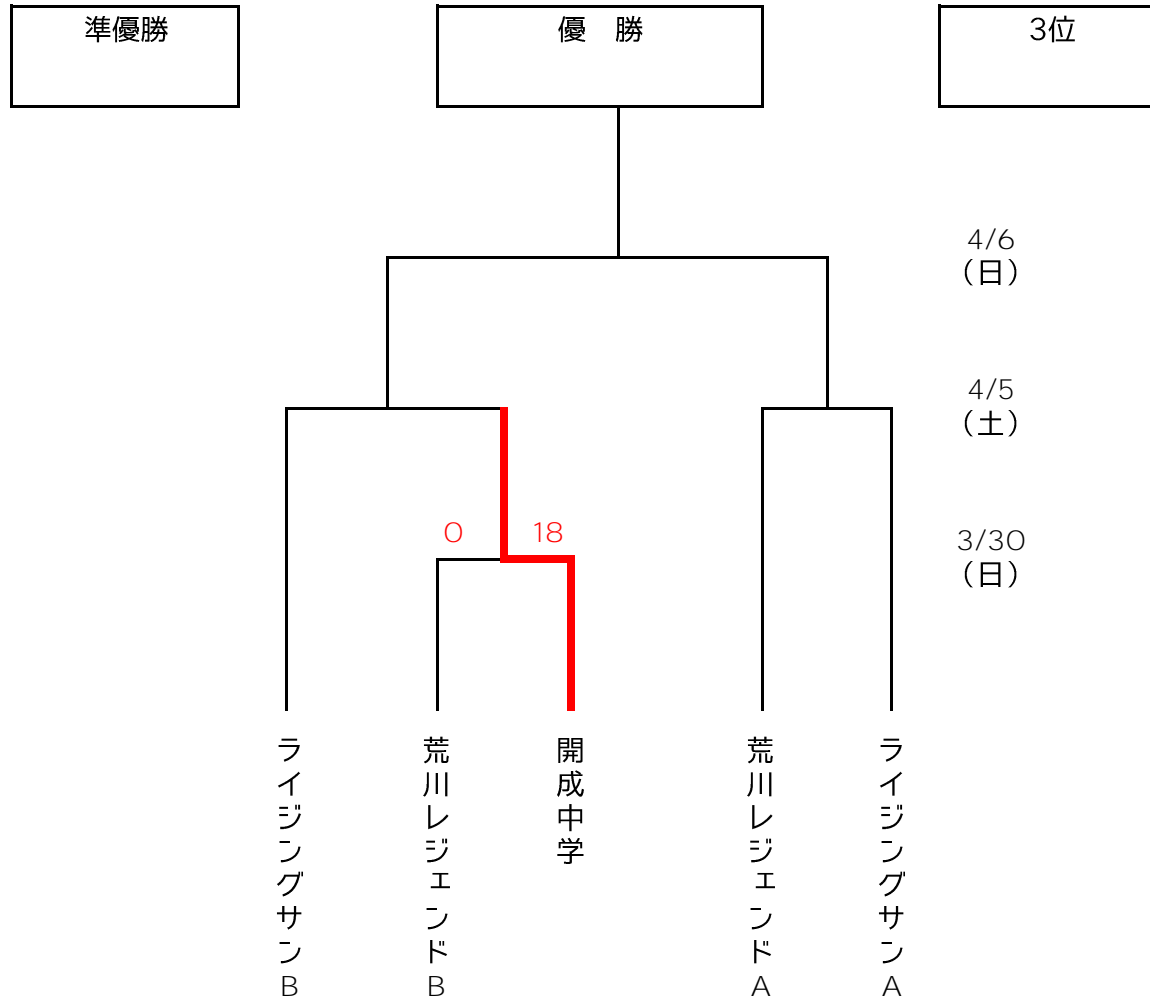 準優勝
優　勝
3位
4/6
（日）
4/5
（土）
0
18
3/30
（日）
ライジングサンB
荒川レジェンドB
開成中学
荒川レジェンドA
ライジングサンA